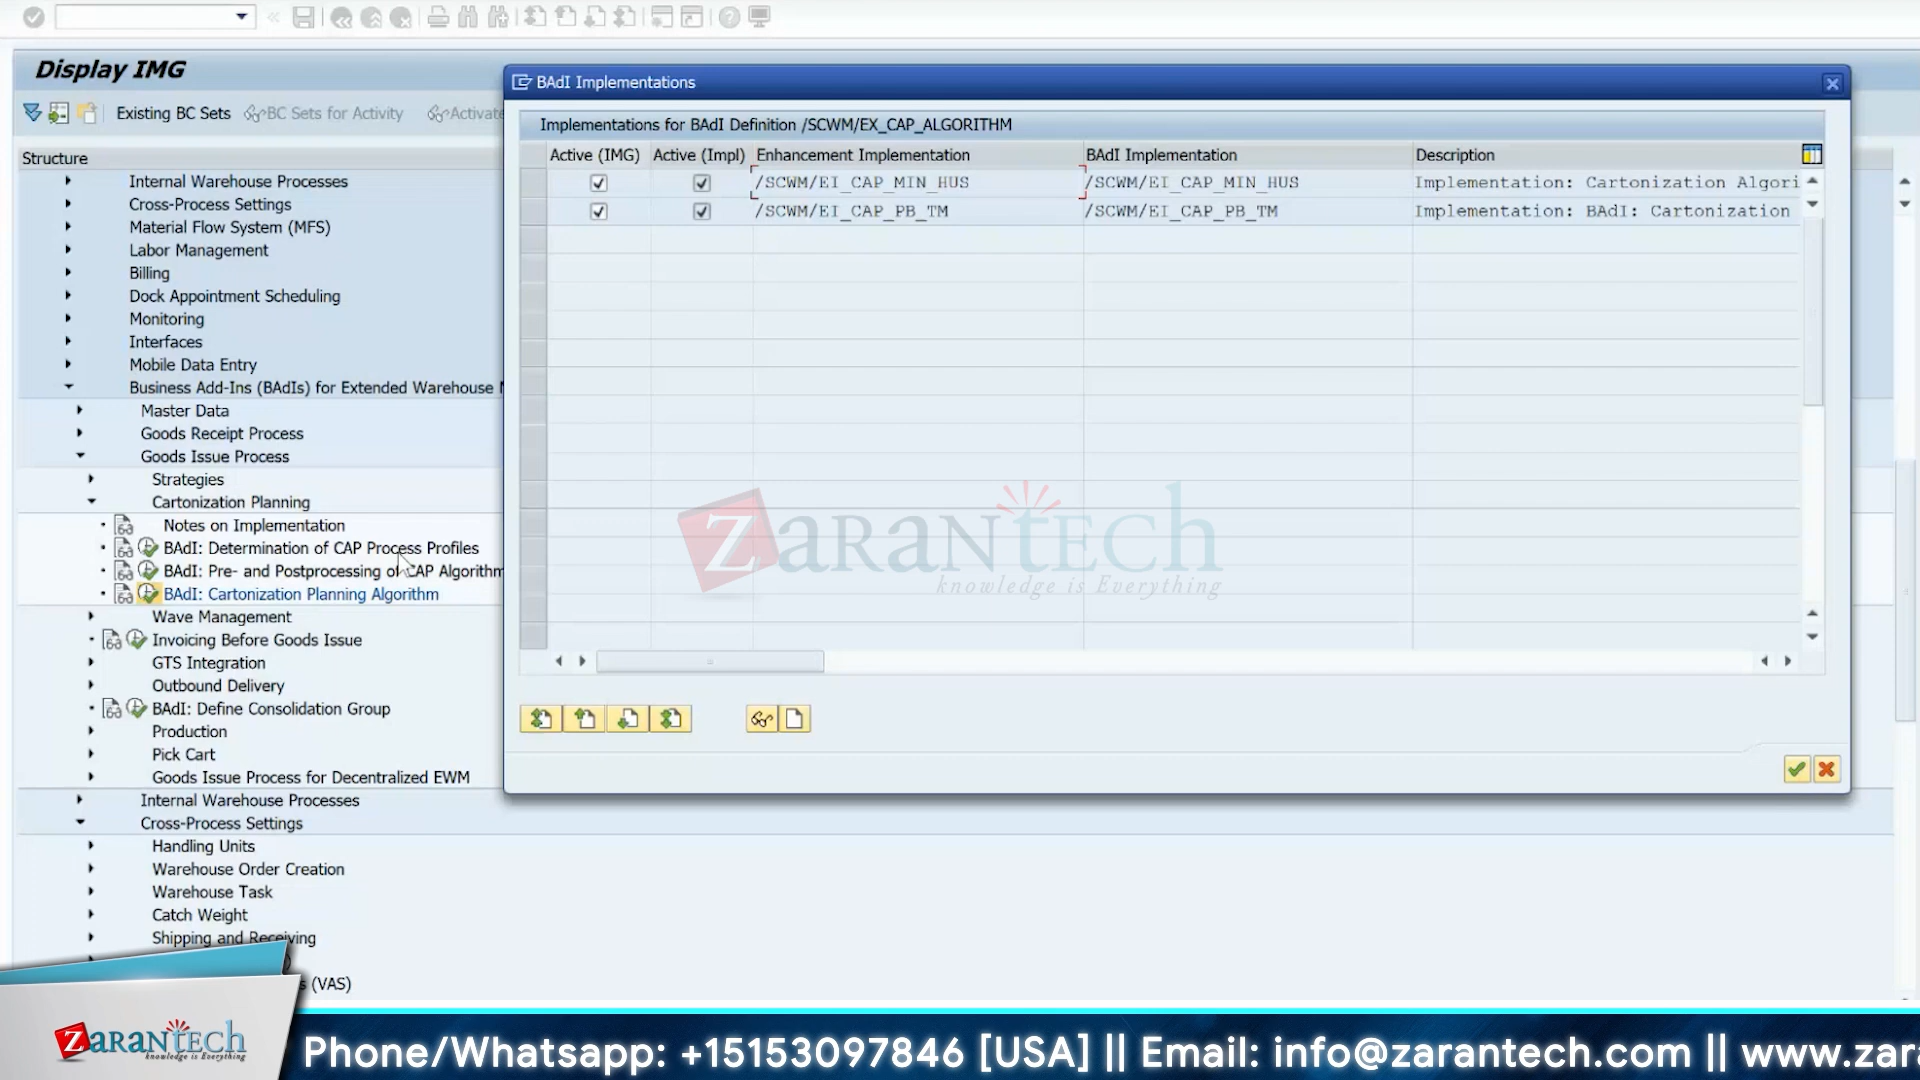 Display IMG
Existing BC Sets BC Sets for Activity Activate
Structure
Internal Warehouse Processes
Cross-Process Settings
Material Flow System (MFS)
Labor Management
Billing
Dock Appointment Scheduling
Monitoring
Interfaces
Mobile Data Entry
Business Add-Ins (BAdIs) for Extended Warehouse
Master Data
Goods Receipt Process
Goods Issue Process
Strategies
Cartonization Planning
Notes on Implementation
BAdI: Determination of CAP Process Profiles
BAdI: Pre- and Postprocessing of CAP Algorithm
BAdI: Cartonization Planning Algorithm
Wave Management
Invoicing Before Goods Issue
GTS Integration
Outbound Delivery
BAdI: Define Consolidation Group
Production
Pick Cart
Goods Issue Process for Decentralized EWM
Internal Warehouse Processes
Cross-Process Settings
Handling Units
Warehouse Order Creation
Warehouse Task
Catch Weight
Shipping and Receiving
(VAS)
BAdI Implementations
Implementations for BAdI Definition /SCWM/EX_CAP_ALGORITHM
Active (IMG) Active (Impl) Enhancement Implementation BAdI Implementation Description
/SCWM/EI_CAP_MIN_HUS /SCWM/EI_CAP_MIN_HUS Implementation: Cartonization Algori
/SCWM/EI_CAP_PB_TM /SCWM/EI_CAP_PB_TM Implementation: BAdI: Cartonization
ZARANTECH
knowledge is Everything
ZARANTECH
knowledge is Everything
Phone/Whatsapp: +15153097846 [USA] || Email: info@zarantech.com || www.zara